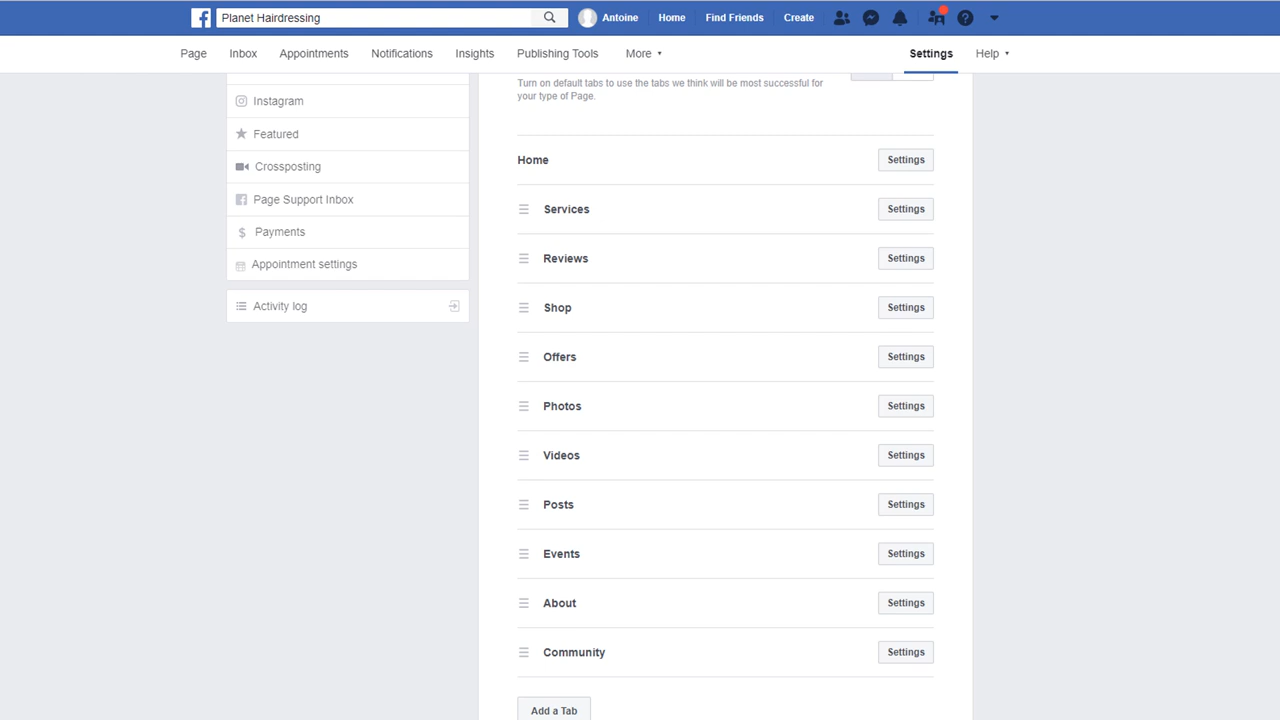 Planet Hairdressing
Antoine Home Find Friends Create
Page Inbox Appointments Notifications Insights Publishing Tools More Settings Help
Instagram
Featured
Crossposting
Page Support Inbox
Payments
Appointment settings
Activity log
Turn on default tabs to use the tabs we think will be most successful for
your type of Page.
Home Settings
Services Settings
Reviews Settings
Shop Settings
Offers Settings
Photos Settings
Videos Settings
Posts Settings
Events Settings
About Settings
Community Settings
Add a Tab